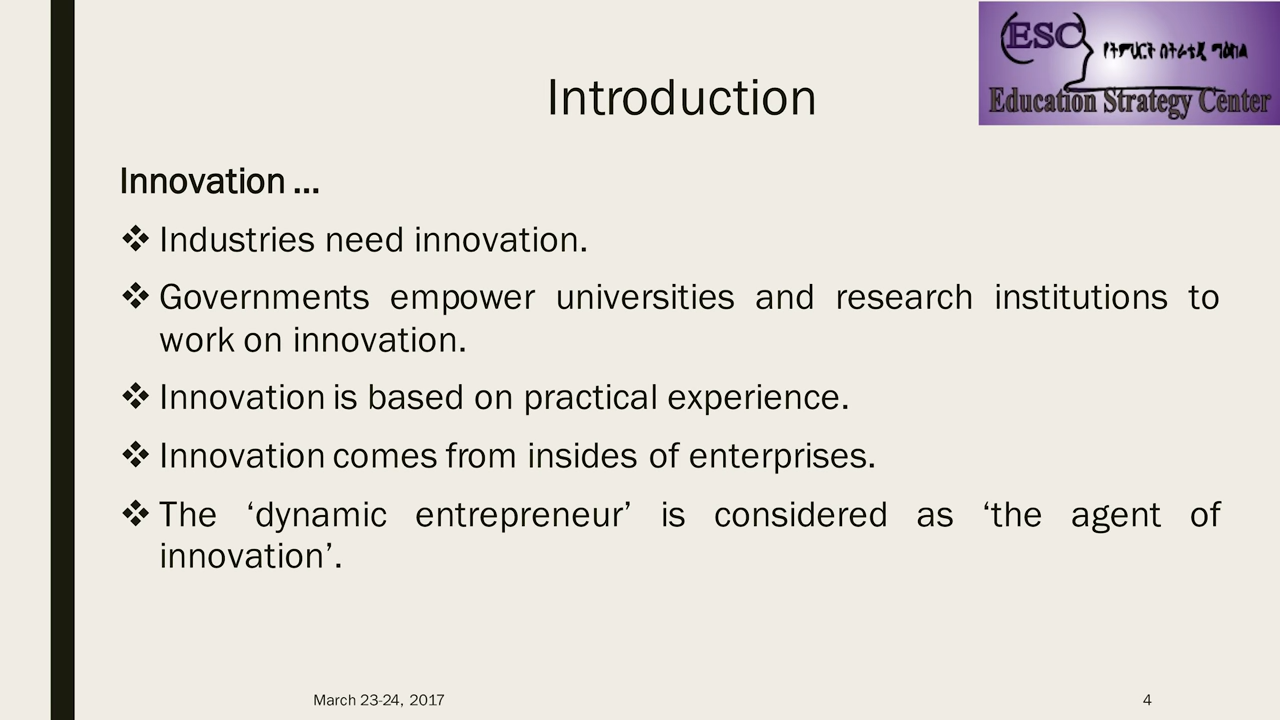 Introduction
ESC
Education Strategy Center
Innovation ...
❖ Industries need innovation.
❖ Governments empower universities and research institutions to
work on innovation.
❖ Innovation is based on practical experience.
❖ Innovation comes from insides of enterprises.
❖ The ‘dynamic entrepreneur’ is considered as ‘the agent of
innovation’.
March 23-24, 2017
4